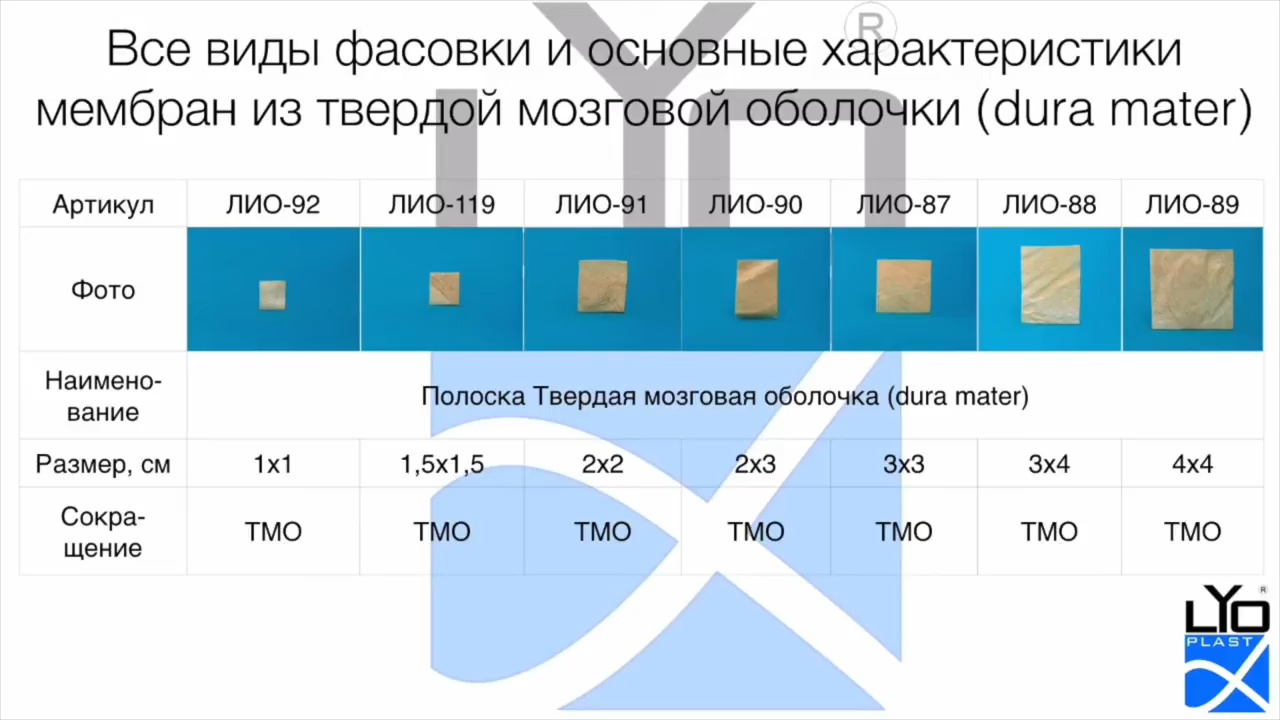 Все виды фасовки и основные характеристики
мембран из твердой мозговой оболочки (dura mater)
Артикул ЛИО-92 ЛИО-119 ЛИО-91 ЛИО-90 ЛИО-87 ЛИО-88 ЛИО-89
Фото
Наимено-
вание
Полоска Твердая мозговая оболочка (dura mater)
Размер, см 1x1 1,5x1,5 2x2 2x3 3x3 3x4 4x4
Сокра-
щение
ТМО ТМО ТМО ТМО ТМО ТМО ТМО
LYO ®
PLAST
LYO ®